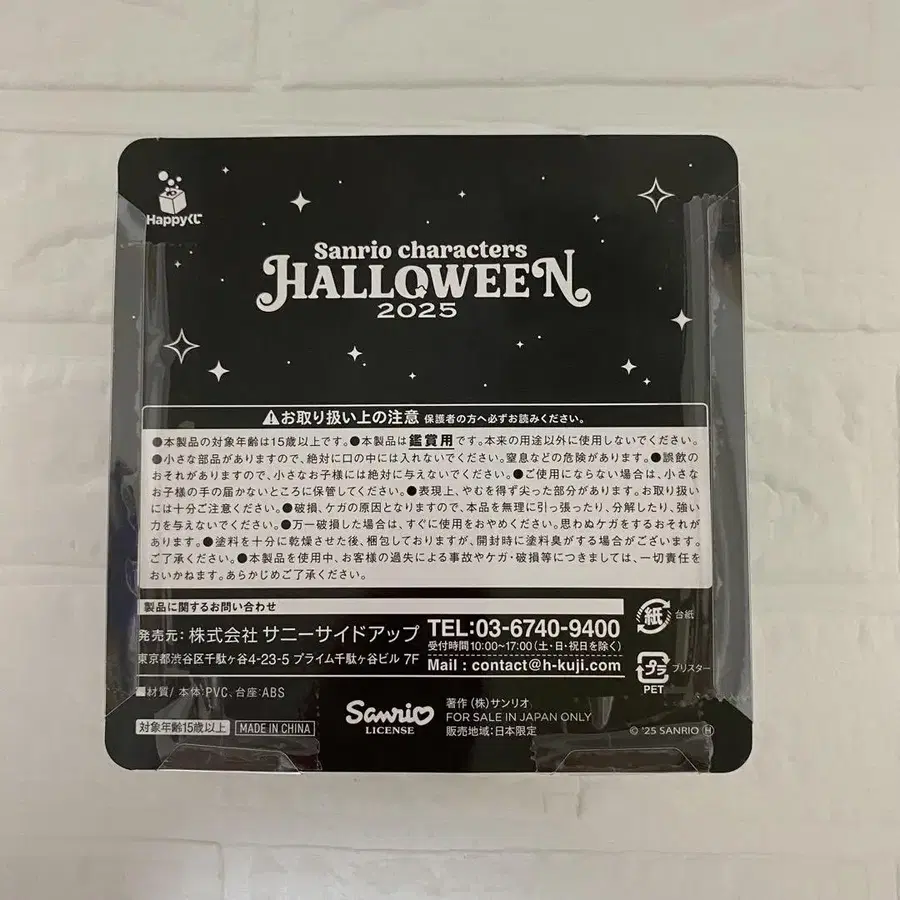 Happyくじ
Sanrio characters
HALLOWEEN
2025
⚠お取り扱い上の注意 保護者の方へ必ずお読みください。
●本製品の対象年齢は15歳以上です。●本製品は鑑賞用です。本来の用途以外に使用しないでください。
●小さな部品がありますので、絶対に口の中には入れないでください。窒息などの危険があります。●誤飲の
おそれがありますので、小さなお子様には絶対に与えないでください。●ご使用にならない場合は、小さな
お子様の手の届かないところに保管してください。●表現上、やむを得ず尖った部分があります。お取り扱い
には十分ご注意ください。●破損、ケガの原因となりますので、本品を無理に引っ張ったり、分解したり、強い
力を与えないでください。●万一破損した場合は、すぐに使用をおやめください。思わぬケガをするおそれが
あります。●塗料を十分に乾燥させた後、梱包しておりますが、開封時に塗料臭がする場合がございます。
ご了承ください。●本製品を使用中、お客様の過失による事故やケガ・破損等につきましては、一切責任を
おいかねます。あらかじめご了承ください。
製品に関するお問い合わせ
発売元：株式会社 サニーサイドアップ
東京都渋谷区千駄ヶ谷4-23-5 プライム千駄ヶ谷ビル 7F
TEL:03-6740-9400
受付時間10:00~17:00(土・日・祝日を除く)
Mail : contact@h-kuji.com
紙 台紙
プラ ブリスター
PET
■材質/ 本体:PVC、台座:ABS
対象年齢15歳以上
MADE IN CHINA
Sanrio
LICENSE
著作(株)サンリオ
FOR SALE IN JAPAN ONLY
販売地域:日本限定
© '25 SANRIO Ⓗ